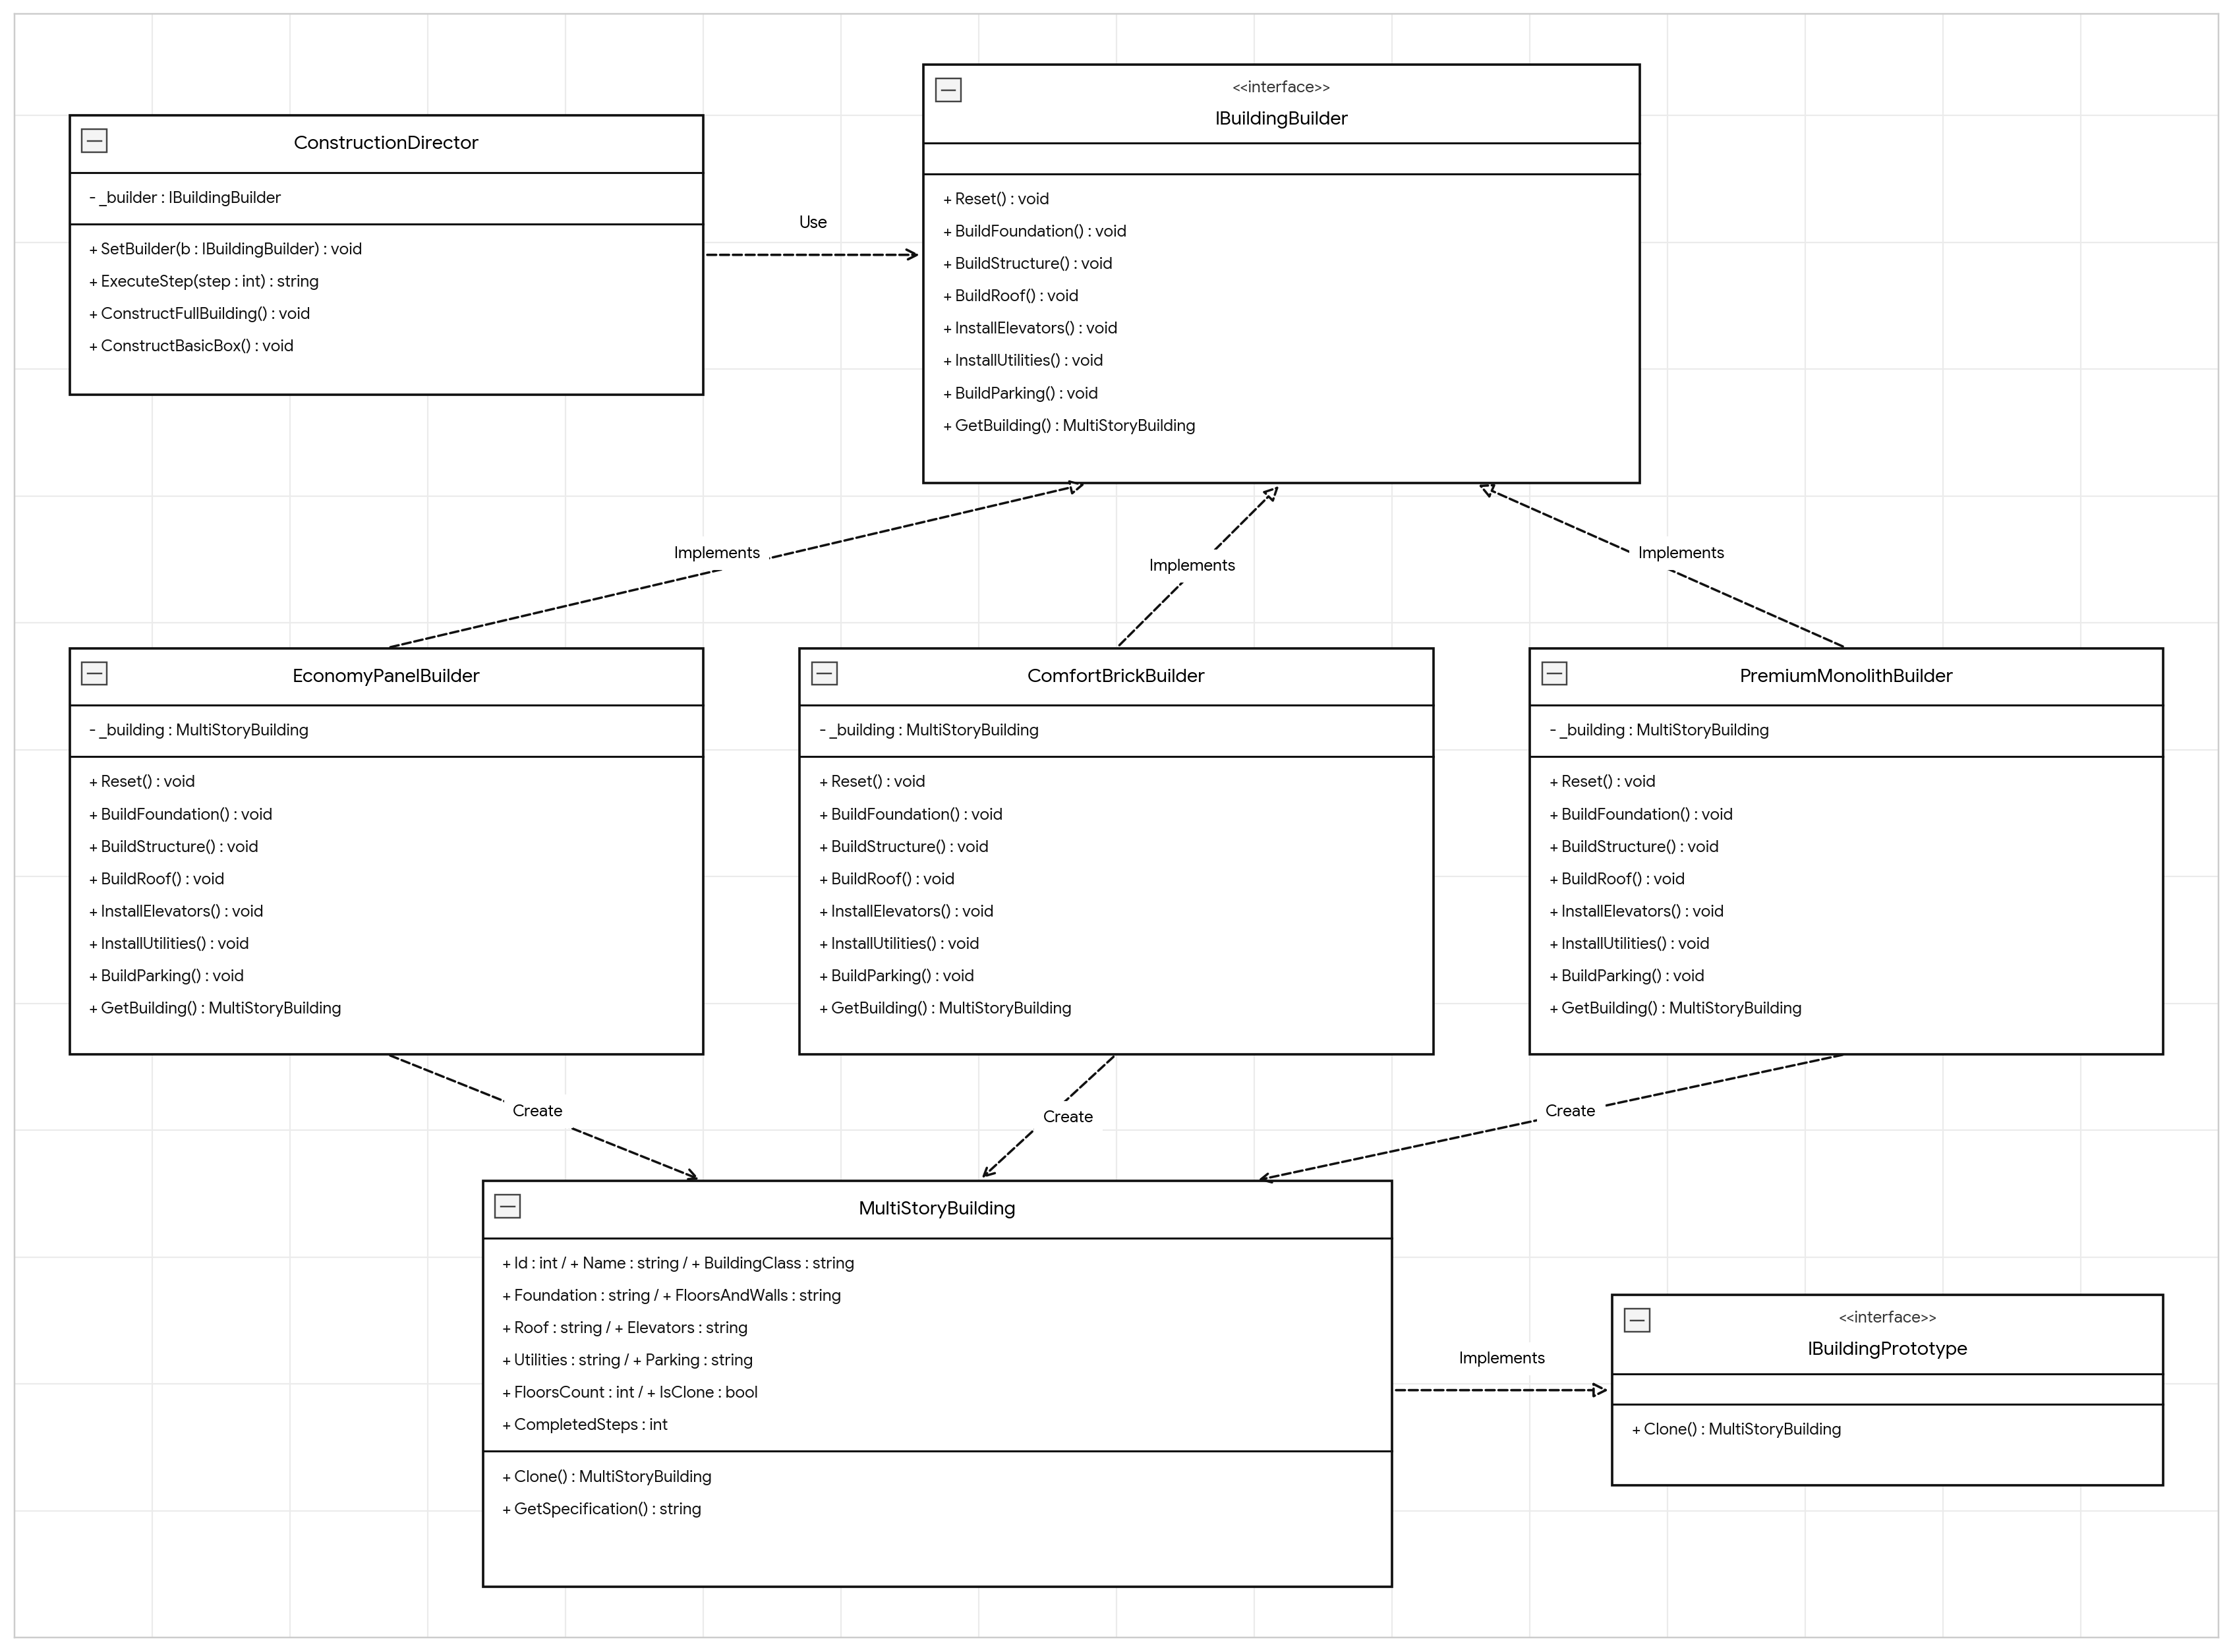 <<interface>>
IBuildingBuilder
+ Reset() : void
+ BuildFoundation() : void
+ BuildStructure() : void
+ BuildRoof() : void
+ InstallElevators() : void
+ InstallUtilities() : void
+ BuildParking() : void
+ GetBuilding() : MultiStoryBuilding
ConstructionDirector
- _builder : IBuildingBuilder
+ SetBuilder(b : IBuildingBuilder) : void
+ ExecuteStep(step : int) : string
+ ConstructFullBuilding() : void
+ ConstructBasicBox() : void
Use
Implements
Implements
Implements
EconomyPanelBuilder
- _building : MultiStoryBuilding
+ Reset() : void
+ BuildFoundation() : void
+ BuildStructure() : void
+ BuildRoof() : void
+ InstallElevators() : void
+ InstallUtilities() : void
+ BuildParking() : void
+ GetBuilding() : MultiStoryBuilding
ComfortBrickBuilder
- _building : MultiStoryBuilding
+ Reset() : void
+ BuildFoundation() : void
+ BuildStructure() : void
+ BuildRoof() : void
+ InstallElevators() : void
+ InstallUtilities() : void
+ BuildParking() : void
+ GetBuilding() : MultiStoryBuilding
PremiumMonolithBuilder
- _building : MultiStoryBuilding
+ Reset() : void
+ BuildFoundation() : void
+ BuildStructure() : void
+ BuildRoof() : void
+ InstallElevators() : void
+ InstallUtilities() : void
+ BuildParking() : void
+ GetBuilding() : MultiStoryBuilding
Create
Create
Create
MultiStoryBuilding
+ Id : int / + Name : string / + BuildingClass : string
+ Foundation : string / + FloorsAndWalls : string
+ Roof : string / + Elevators : string
+ Utilities : string / + Parking : string
+ FloorsCount : int / + IsClone : bool
+ CompletedSteps : int
+ Clone() : MultiStoryBuilding
+ GetSpecification() : string
Implements
<<interface>>
IBuildingPrototype
+ Clone() : MultiStoryBuilding